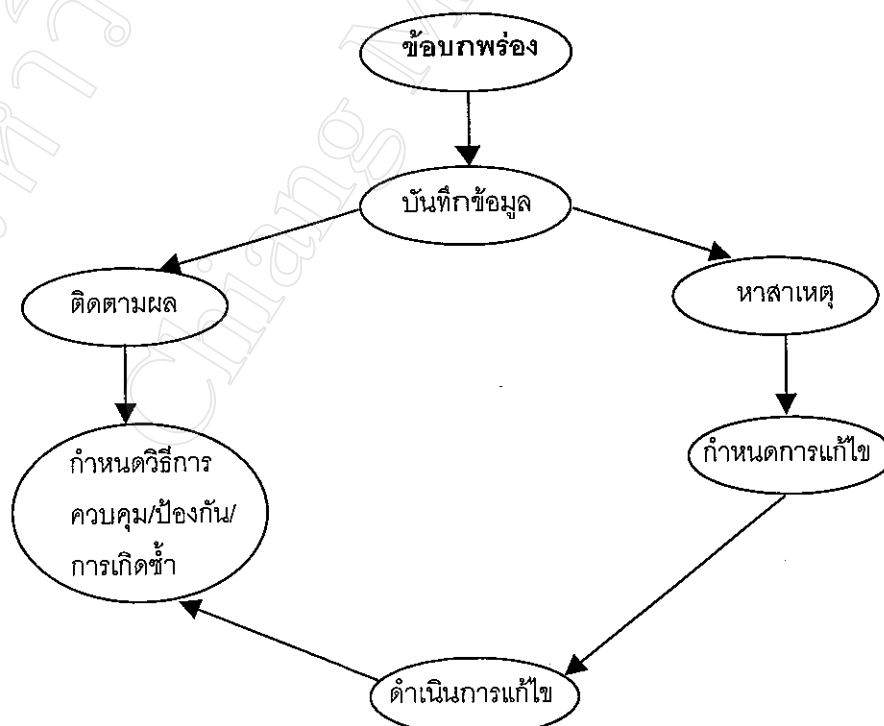 ข้อบกพร่อง
บันทึกข้อมูล
ติดตามผล
หาสาเหตุ
กำหนดวิธีการ
ควบคุม/ป้องกัน/
การเกิดซ้ำ
กำหนดการแก้ไข
ดำเนินการแก้ไข
Chiang M